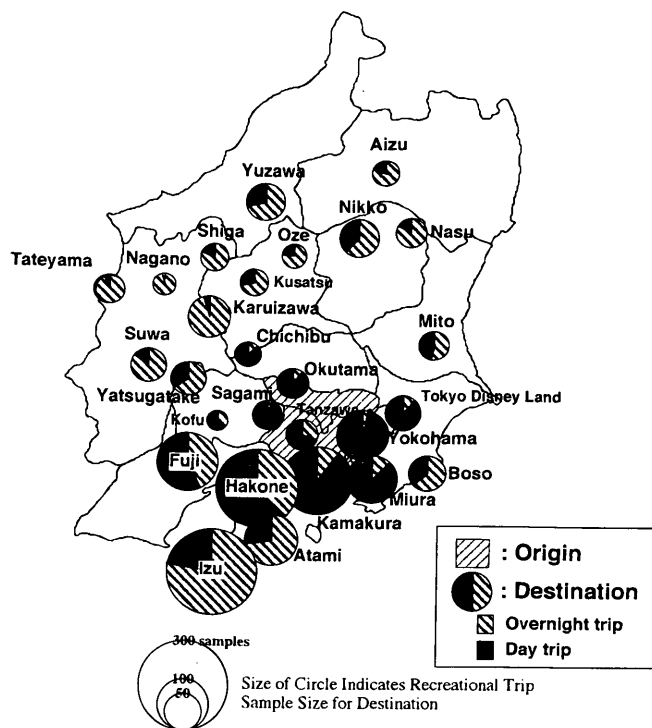 Aizu
Yuzawa
Nikko
Nasu
Shiga
Oze
Tateyama
Nagano
Kusatsu
Karuizawa
Mito
Suwa
Chichibu
Okutama
Yatsugatake
Sagami
Tokyo Disney Land
Kofu
Tanzawa
Yokohama
Fuji
Boso
Hakone
Miura
Kamakura
Atami
Izu
: Origin
: Destination
Overnight trip
Day trip
300 samples
100
50
Size of Circle Indicates Recreational Trip
Sample Size for Destination